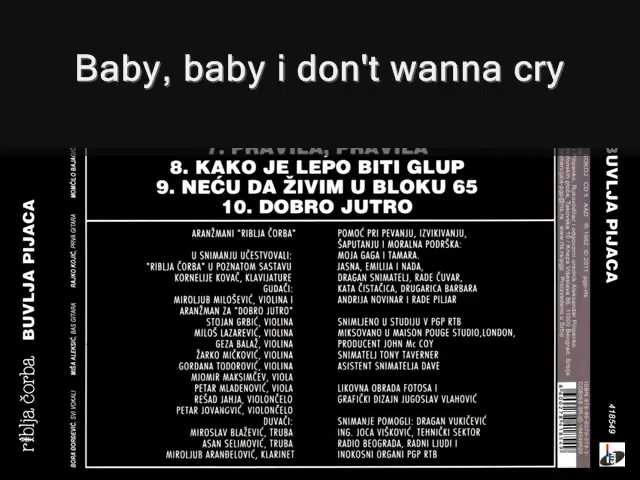 Baby, baby i don't wanna cry
7. PRAVILA, PRAVILA
8. KAKO JE LEPO BITI GLUP
9. NEĆU DA ŽIVIM U BLOKU 65
10. DOBRO JUTRO
ARANŽMANI "RIBLJA ČORBA"
U SNIMANJU UČESTVOVALI:
"RIBLJA ČORBA" U POZNATOM SASTAVU
KORNELIJE KOVAČ, KLAVIJATURE
GUDAČI:
MIROLJUB MILOŠEVIĆ, VIOLINA I
ARANŽMAN ZA "DOBRO JUTRO"
STOJAN GRBIĆ, VIOLINA
MILOŠ LAZAREVIĆ, VIOLINA
GEZA BALAŽ, VIOLINA
ŽARKO MIČKOVIĆ, VIOLINA
GORDANA TODOROVIĆ, VIOLINA
MIOMIR MAKSIMČEV, VIOLA
PETAR MLADENOVIĆ, VIOLA
REŠAD JAHJA, VIOLONČELO
PETAR JOVANGVIĆ, VIOLONČELO
DUVAČI:
MIROSLAV BLAŽEVIĆ, TRUBA
ASAN SELIMOVIĆ, TRUBA
MIROLJUB ARANĐELOVIĆ, KLARINET
POMOĆ PRI PEVANJU, IZVIKIVANJU,
ŠAPUTANJU I MORALNA PODRŠKA:
MOJA GAGA I TAMARA.
JASNA, EMILIJA I NADA,
DRAGAN SNIMATELJ, RADE ČUVAR,
KATA ČISTAČICA, DRUGARICA BARBARA
ANDRIJA NOVINAR I RADE PILJAR
SNIMLJENO U STUDIJU V PGP RTB
MIKSOVANO U MAISON POUGE STUDIO,LONDON,
PRODUCENT JOHN Mc COY
SNIMATELJ TONY TAVERNER
ASISTENT SNIMATELJA DAVE
LIKOVNA OBRADA FOTOSA I
GRAFIČKI DIZAJN JUGOSLAV VLAHOVIĆ
SNIMANJE POMOGLI: DRAGAN VUKIČEVIĆ
ING. JOCA VIŠKOVIĆ, TEHNIČKI SEKTOR
RADIO BEOGRADA, RADNI LJUDI I
INOKOSNI ORGANI PGP RTB
riblja čorba
BUVLJA PIJACA
BORA ĐORĐEVIĆ, SVI VOKALI
MIŠA ALEKSIĆ, BAS GITARA
RAJKO KOJIĆ, PRVA GITARA
MOMČILO BAJAGIĆ
BUVLJA PIJACA
418549